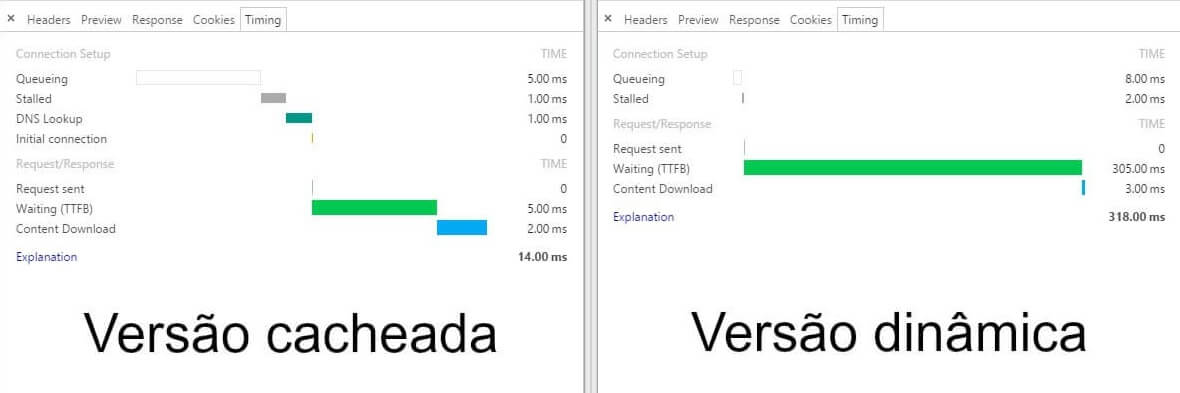 × Headers Preview Response Cookies Timing
Connection Setup TIME
Queueing 5.00 ms
Stalled 1.00 ms
DNS Lookup 1.00 ms
Initial connection 0
Request/Response TIME
Request sent 0
Waiting (TTFB) 5.00 ms
Content Download 2.00 ms
Explanation 14.00 ms
Versão cacheada
× Headers Preview Response Cookies Timing
Connection Setup TIME
Queueing 8.00 ms
Stalled 2.00 ms
Request/Response TIME
Request sent 0
Waiting (TTFB) 305.00 ms
Content Download 3.00 ms
Explanation 318.00 ms
Versão dinâmica